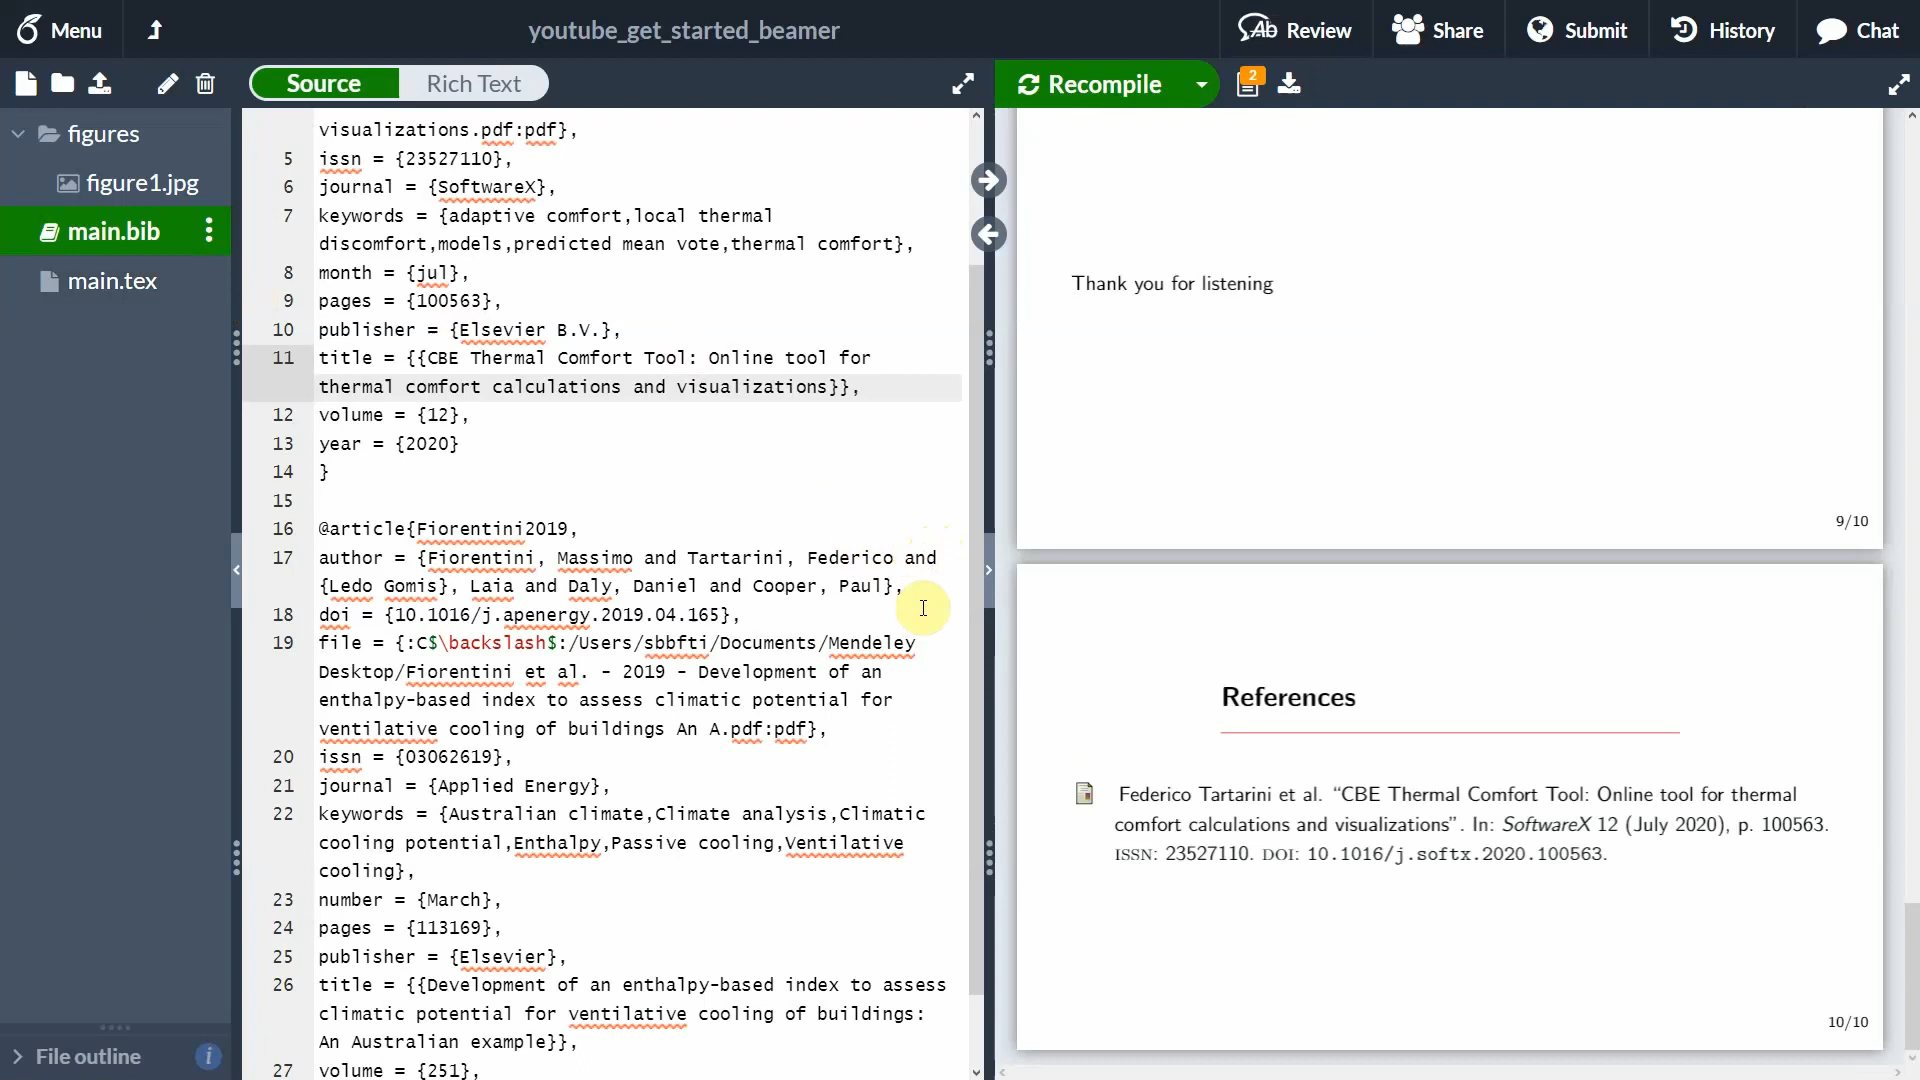 Menu
youtube_get_started_beamer
Review
Share
Submit
History
Chat
Source
Rich Text
Recompile
2
figures
figure1.jpg
main.bib
main.tex
File outline
visualizations.pdf:pdf},
5 issn = {23527110},
6 journal = {SoftwareX},
7 keywords = {adaptive comfort,local thermal
discomfort,models,predicted mean vote,thermal comfort},
8 month = {jul},
9 pages = {100563},
10 publisher = {Elsevier B.V.},
11 title = {{CBE Thermal Comfort Tool: Online tool for
thermal comfort calculations and visualizations}},
12 volume = {12},
13 year = {2020}
14 }
15
16 @article{Fiorentini2019,
17 author = {Fiorentini, Massimo and Tartarini, Federico and
{Ledo Gomis}, Laia and Daly, Daniel and Cooper, Paul},
18 doi = {10.1016/j.apenergy.2019.04.165},
19 file = {:C$\backslash$:/Users/sbbfti/Documents/Mendeley
Desktop/Fiorentini et al. - 2019 - Development of an
enthalpy-based index to assess climatic potential for
ventilative cooling of buildings An A.pdf:pdf},
20 issn = {03062619},
21 journal = {Applied Energy},
22 keywords = {Australian climate,Climate analysis,Climatic
cooling potential,Enthalpy,Passive cooling,Ventilative
cooling},
23 number = {March},
24 pages = {113169},
25 publisher = {Elsevier},
26 title = {{Development of an enthalpy-based index to assess
climatic potential for ventilative cooling of buildings:
An Australian example}},
27 volume = {251},
Thank you for listening
9/10
References
Federico Tartarini et al. “CBE Thermal Comfort Tool: Online tool for thermal
comfort calculations and visualizations”. In: SoftwareX 12 (July 2020), p. 100563.
ISSN: 23527110. DOI: 10.1016/j.softx.2020.100563.
10/10